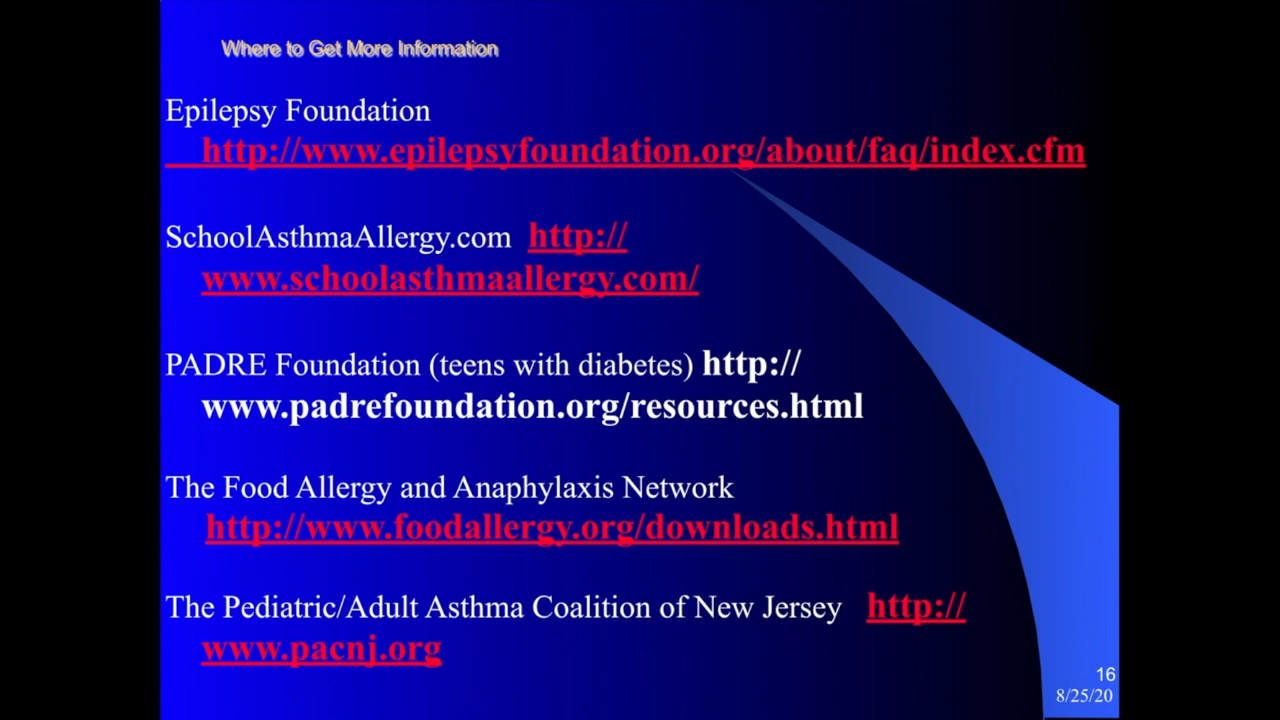 Where to Get More Information
Epilepsy Foundation
http://www.epilepsyfoundation.org/about/faq/index.cfm
SchoolAsthmaAllergy.com http://
www.schoolasthmaallergy.com/
PADRE Foundation (teens with diabetes) http://
www.padrefoundation.org/resources.html
The Food Allergy and Anaphylaxis Network
http://www.foodallergy.org/downloads.html
The Pediatric/Adult Asthma Coalition of New Jersey http://
www.pacnj.org
16
8/25/20